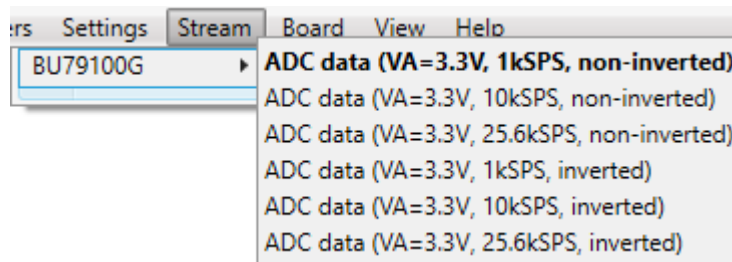 rs Settings Stream Board View Help
BU79100G
ADC data (VA=3.3V, 1kSPS, non-inverted)
ADC data (VA=3.3V, 10kSPS, non-inverted)
ADC data (VA=3.3V, 25.6kSPS, non-inverted)
ADC data (VA=3.3V, 1kSPS, inverted)
ADC data (VA=3.3V, 10kSPS, inverted)
ADC data (VA=3.3V, 25.6kSPS, inverted)